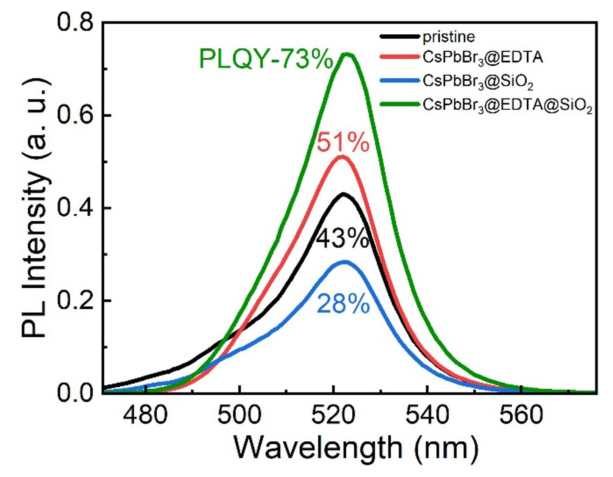 0.8
0.6
0.4
0.2
0.0
PL Intensity (a. u.)
pristine
CsPbBr₃@EDTA
CsPbBr₃@SiO₂
CsPbBr₃@EDTA@SiO₂
PLQY-73%
51%
43%
28%
480 500 520 540 560
Wavelength (nm)